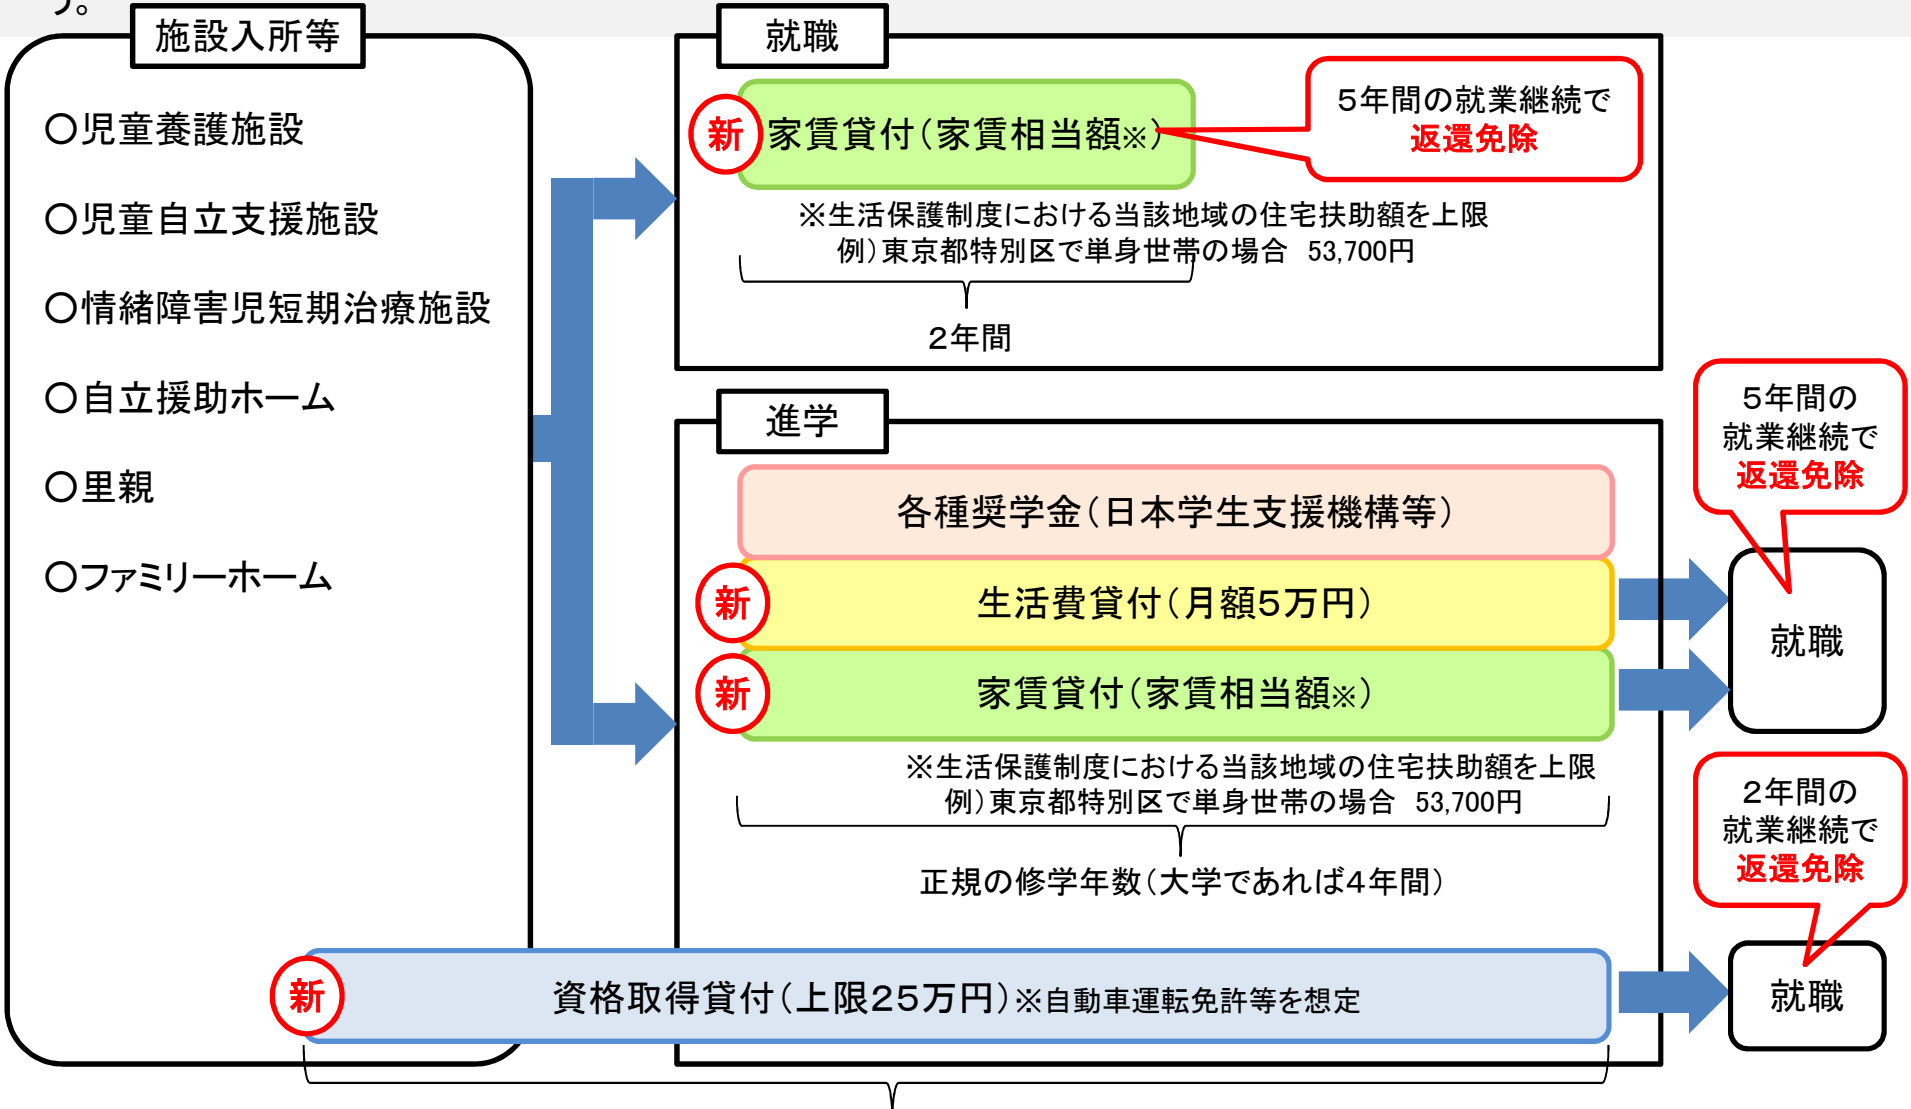 う。
施設入所等
○児童養護施設
○児童自立支援施設
○情緒障害児短期治療施設
○自立援助ホーム
○里親
○ファミリーホーム
就職
新
家賃貸付(家賃相当額※)
5年間の就業継続で
返還免除
※生活保護制度における当該地域の住宅扶助額を上限
例)東京都特別区で単身世帯の場合 53,700円
2年間
進学
各種奨学金(日本学生支援機構等)
新
生活費貸付(月額5万円)
新
家賃貸付(家賃相当額※)
※生活保護制度における当該地域の住宅扶助額を上限
例)東京都特別区で単身世帯の場合 53,700円
正規の修学年数(大学であれば4年間)
5年間の
就業継続で
返還免除
就職
新
資格取得貸付(上限25万円)※自動車運転免許等を想定
2年間の
就業継続で
返還免除
就職